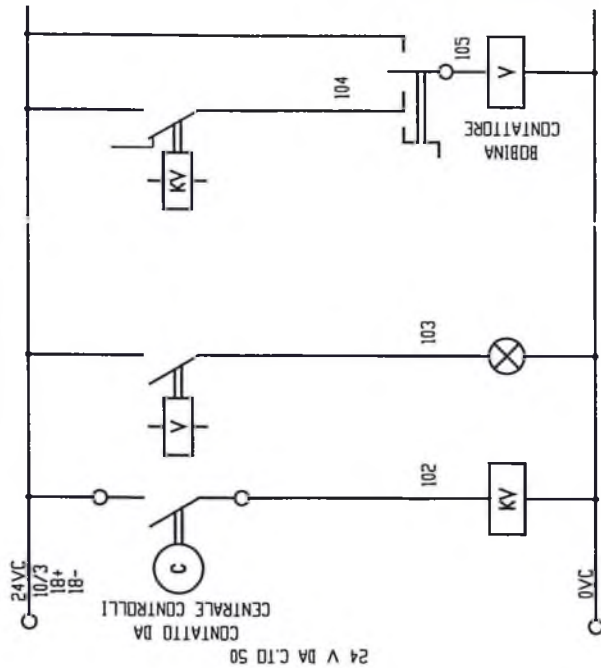 24VC
10/3
18+
18-
C
CONTATTO DA
CENTRALE CONTROLLI
24 V DA C.TO 50
102
KV
V
103
KV
104
105
V
BOBINA
CONTATTORE
0VC